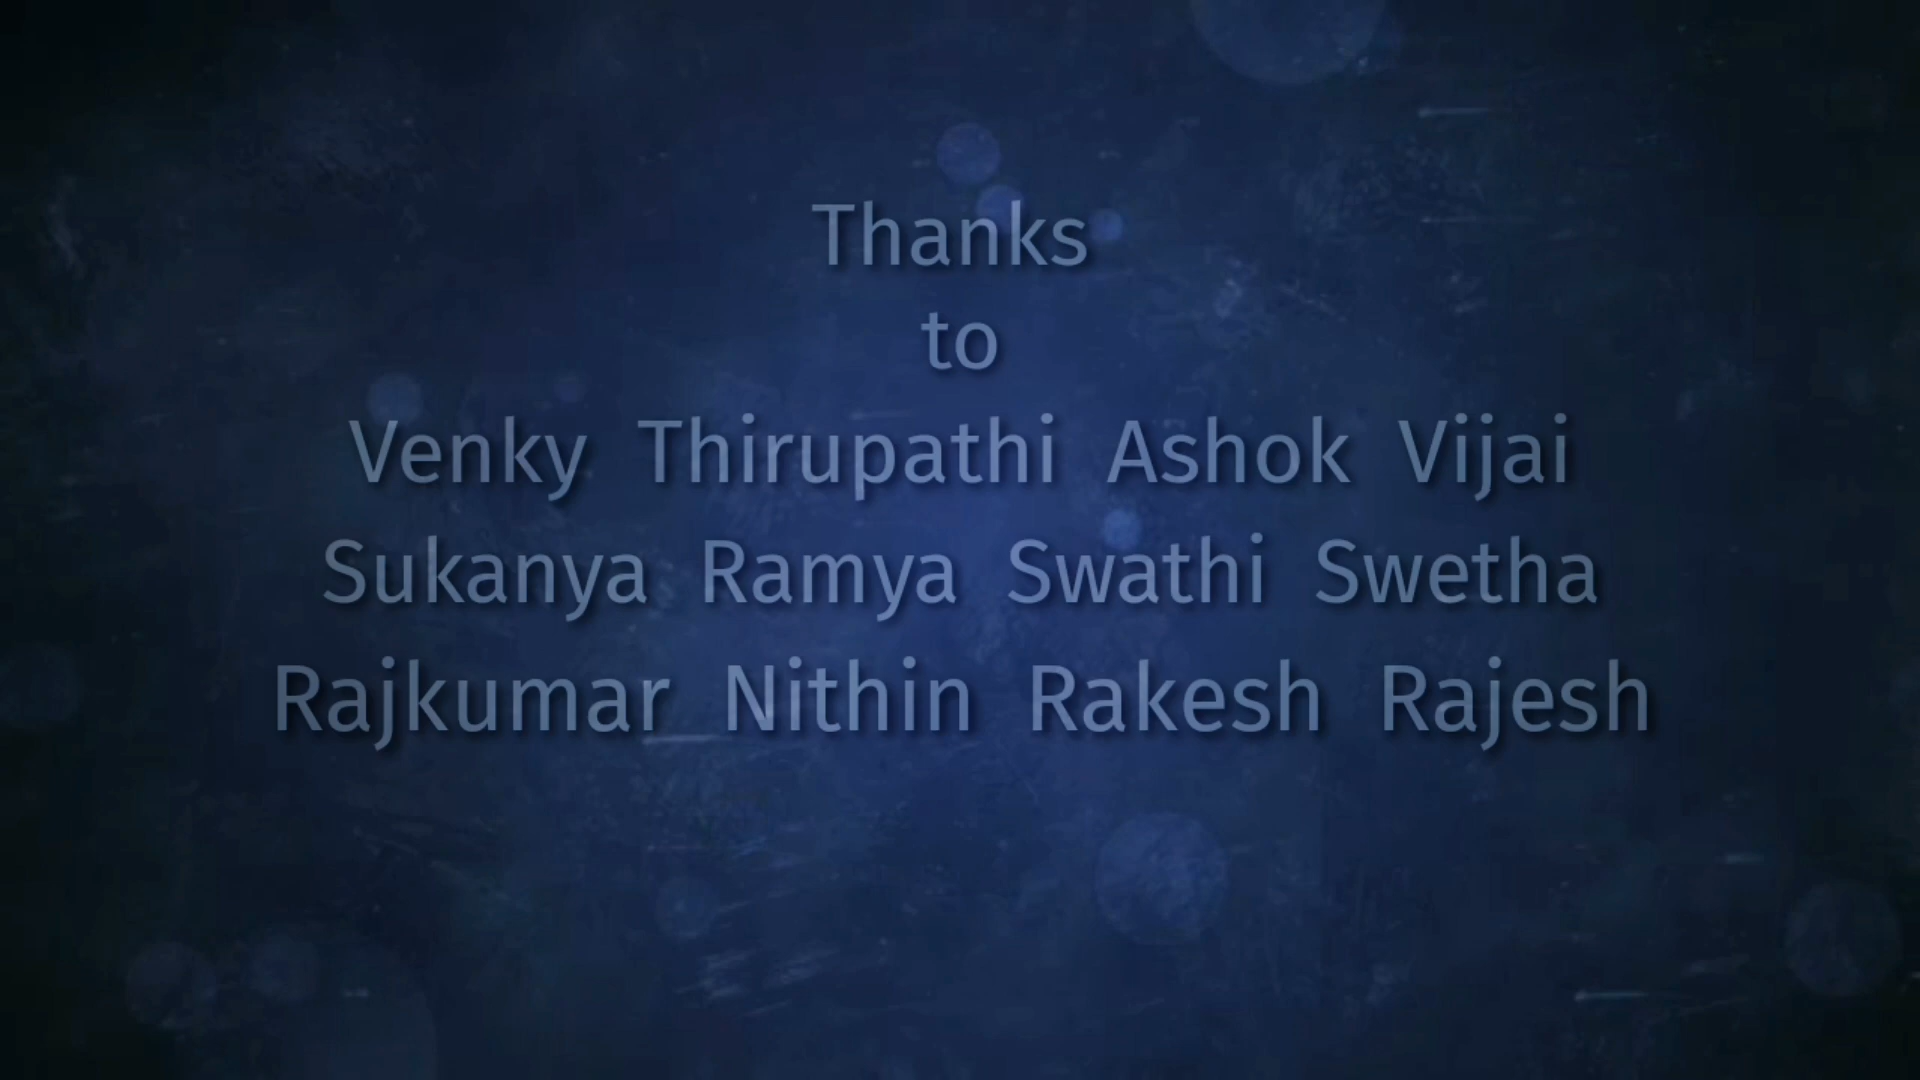 Thanks
to
Venky Thirupathi Ashok Vijai
Sukanya Ramya Swathi Swetha
Rajkumar Nithin Rakesh Rajesh